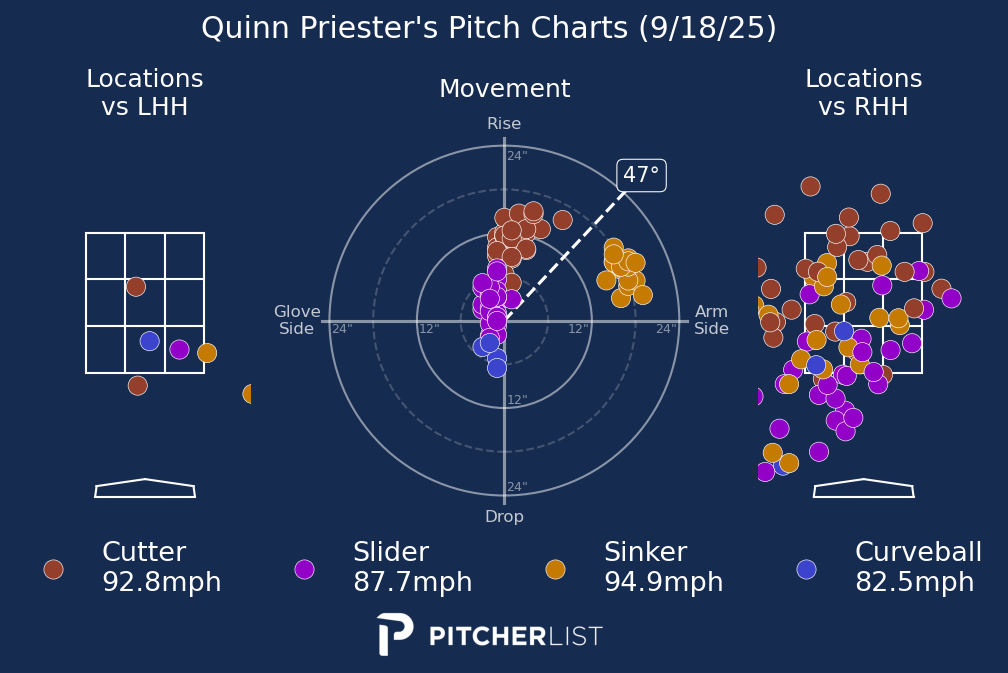 Quinn Priester's Pitch Charts (9/18/25)
Locations
vs LHH
Movement
Locations
vs RHH
Rise
24"
47°
Glove
Side
24"
12"
12"
24"
Arm
Side
12"
24"
Drop
Cutter
92.8mph
Slider
87.7mph
Sinker
94.9mph
Curveball
82.5mph
PITCHERLIST